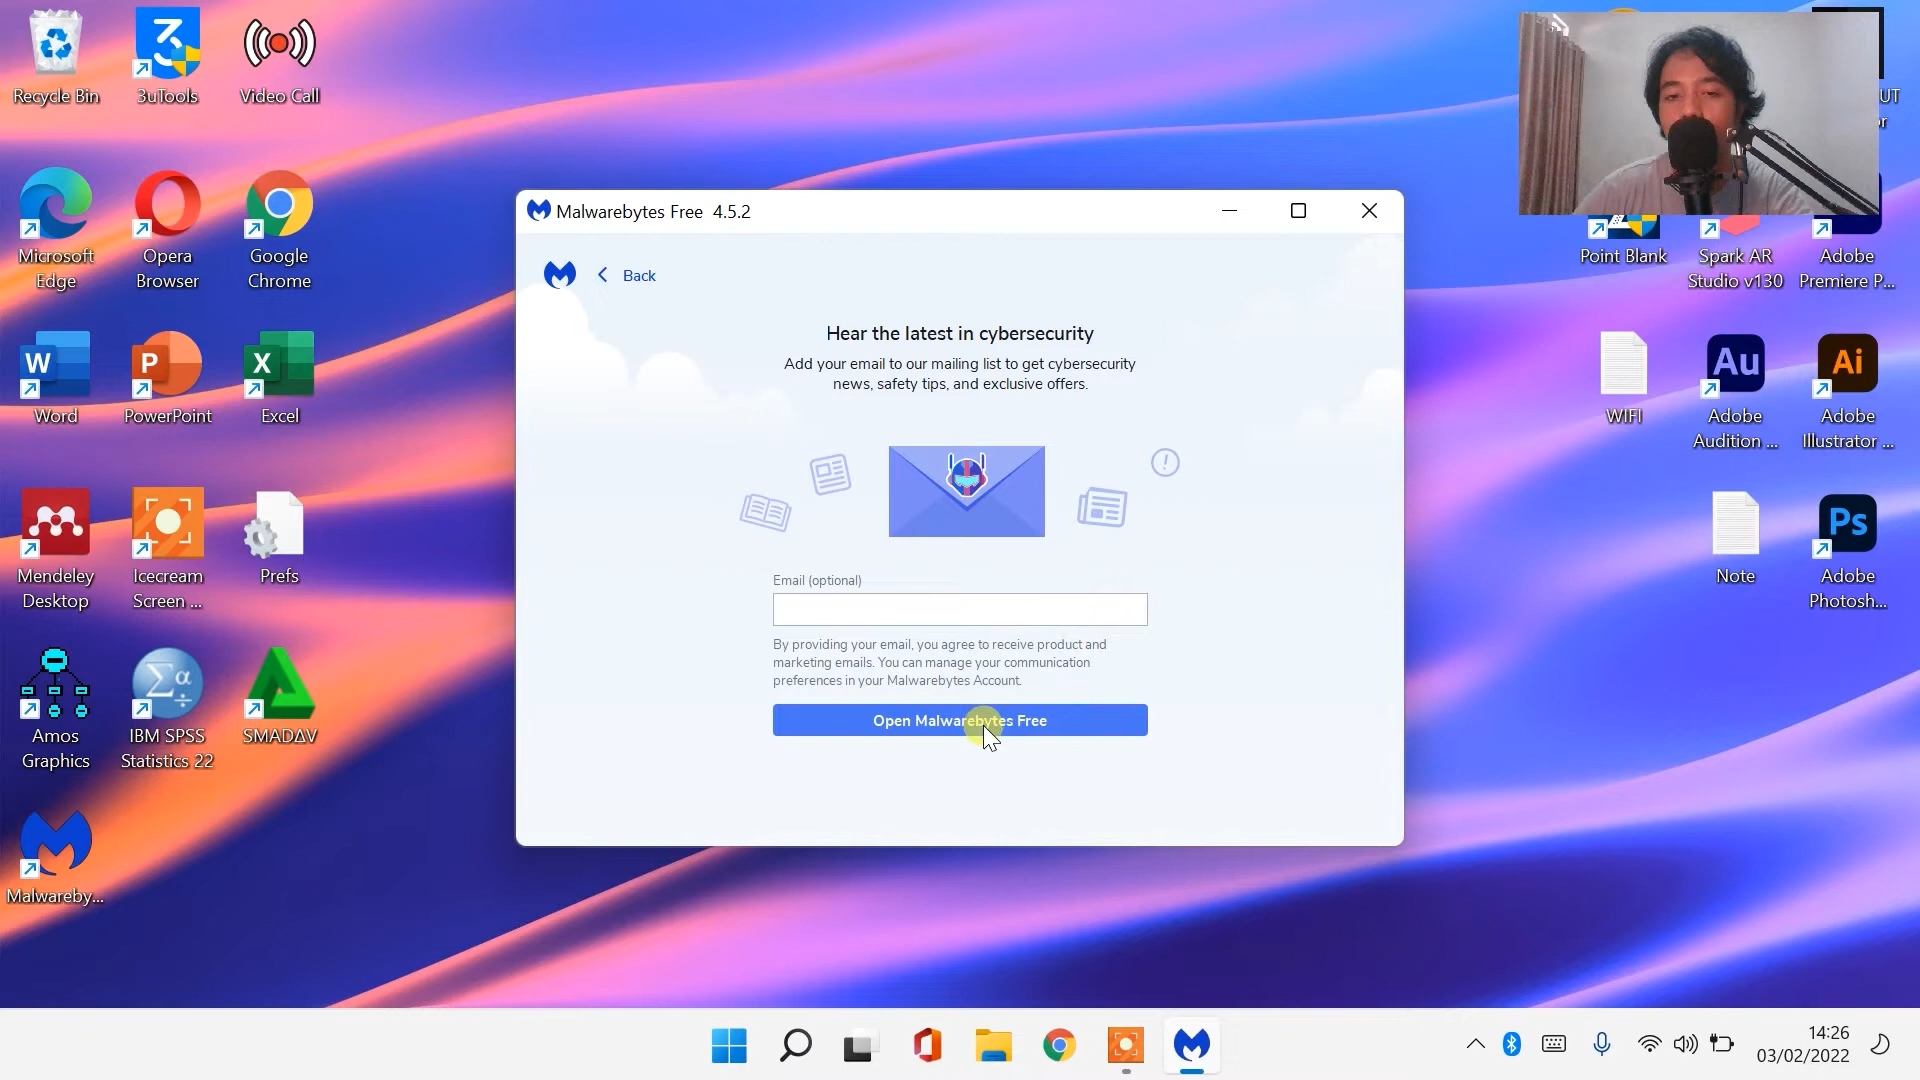 Recycle Bin
3uTools
Video Call
Microsoft
Edge
Opera
Browser
Google
Chrome
Word
PowerPoint
Excel
Mendeley
Desktop
Icecream
Screen ...
Prefs
Amos
Graphics
IBM SPSS
Statistics 22
SMADΔV
Malwareby...
Malwarebytes Free 4.5.2
Back
Hear the latest in cybersecurity
Add your email to our mailing list to get cybersecurity
news, safety tips, and exclusive offers.
Email (optional)
By providing your email, you agree to receive product and
marketing emails. You can manage your communication
preferences in your Malwarebytes Account.
Open Malwarebytes Free
UT
or
Point Blank
Spark AR
Studio v130
Adobe
Premiere P...
WIFI
Au
Adobe
Audition ...
Ai
Adobe
Illustrator ...
Note
Ps
Adobe
Photosh...
14:26
03/02/2022